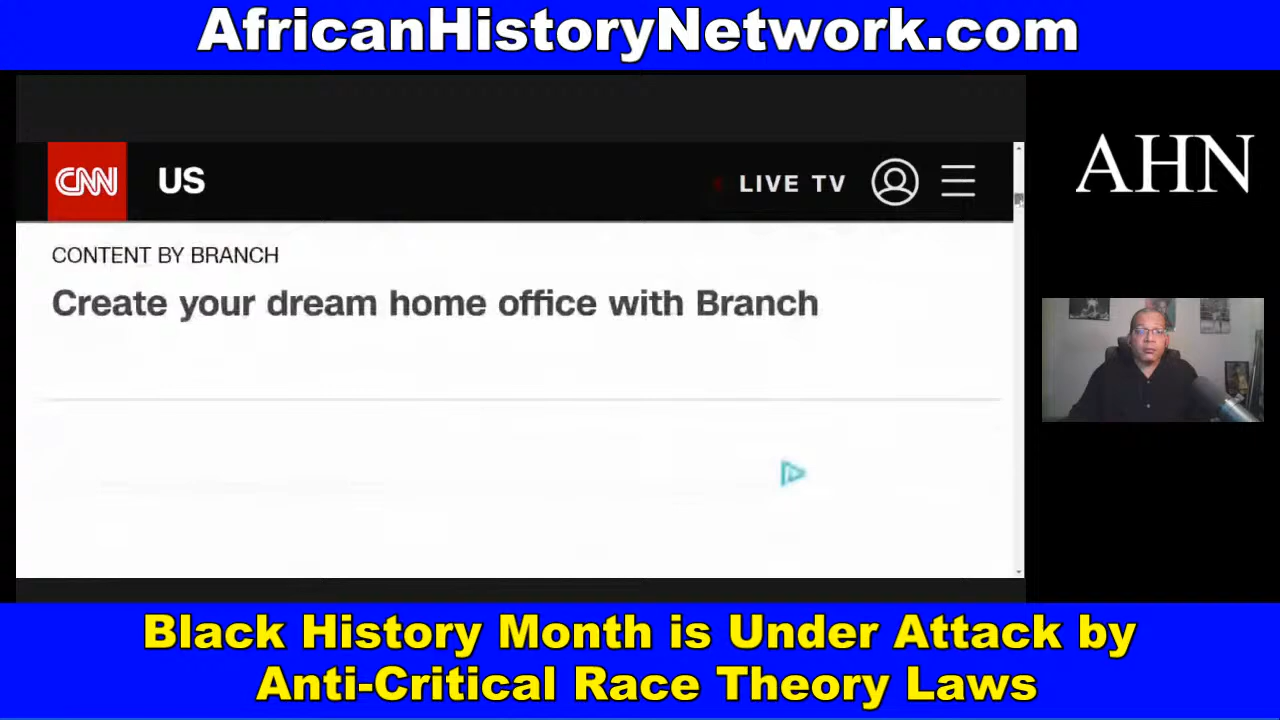 AfricanHistoryNetwork.com
CNN US LIVE TV
AHN
CONTENT BY BRANCH
Create your dream home office with Branch
Black History Month is Under Attack by
Anti-Critical Race Theory Laws